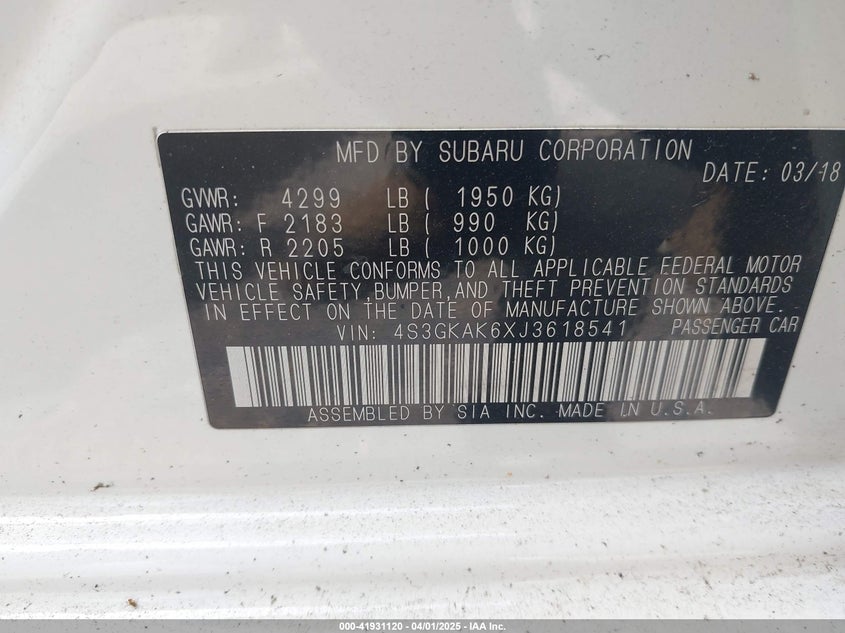 MFD BY SUBARU CORPORATION
DATE: 03/18
GVWR: 4299 LB ( 1950 KG)
GAWR: F 2183 LB ( 990 KG)
GAWR: R 2205 LB ( 1000 KG)
THIS VEHICLE CONFORMS TO ALL APPLICABLE FEDERAL MOTOR
VEHICLE SAFETY,BUMPER,AND THEFT PREVENTION STANDARDS
IN EFFECT ON THE DATE OF MANUFACTURE SHOWN ABOVE.
VIN: 4S3GKAK6XJ3618541 PASSENGER CAR
ASSEMBLED BY SIA INC. MADE IN U.S.A.
000-41931120 - 04/01/2025 - IAA Inc.